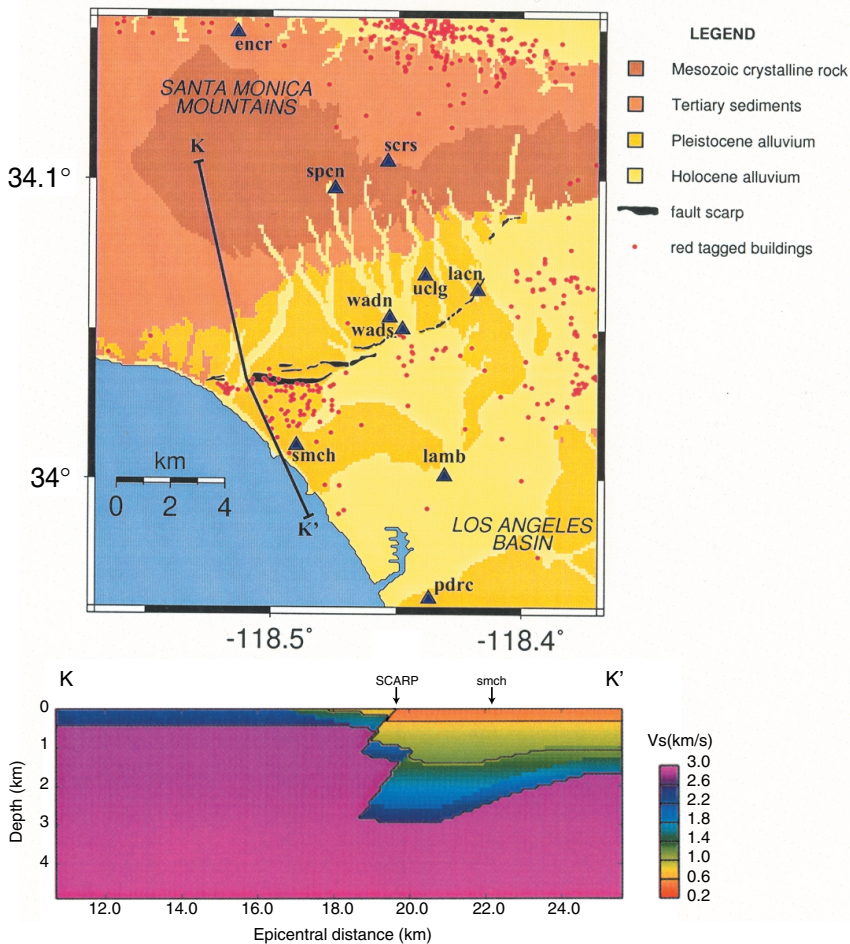 encr
SANTA MONICA
MOUNTAINS
K
scrs
spcn
34.1°
uclg
lacn
wadn
wads
smch
lamb
km
0 2 4
34°
K'
LOS ANGELES
BASIN
pdrc
-118.5° -118.4°
LEGEND
Mesozoic crystalline rock
Tertiary sediments
Pleistocene alluvium
Holocene alluvium
fault scarp
red tagged buildings
K SCARP smch K’
0
1
2
3
4
Depth (km)
12.0 14.0 16.0 18.0 20.0 22.0 24.0
Epicentral distance (km)
Vs(km/s)
3.0
2.6
2.2
1.8
1.4
1.0
0.6
0.2